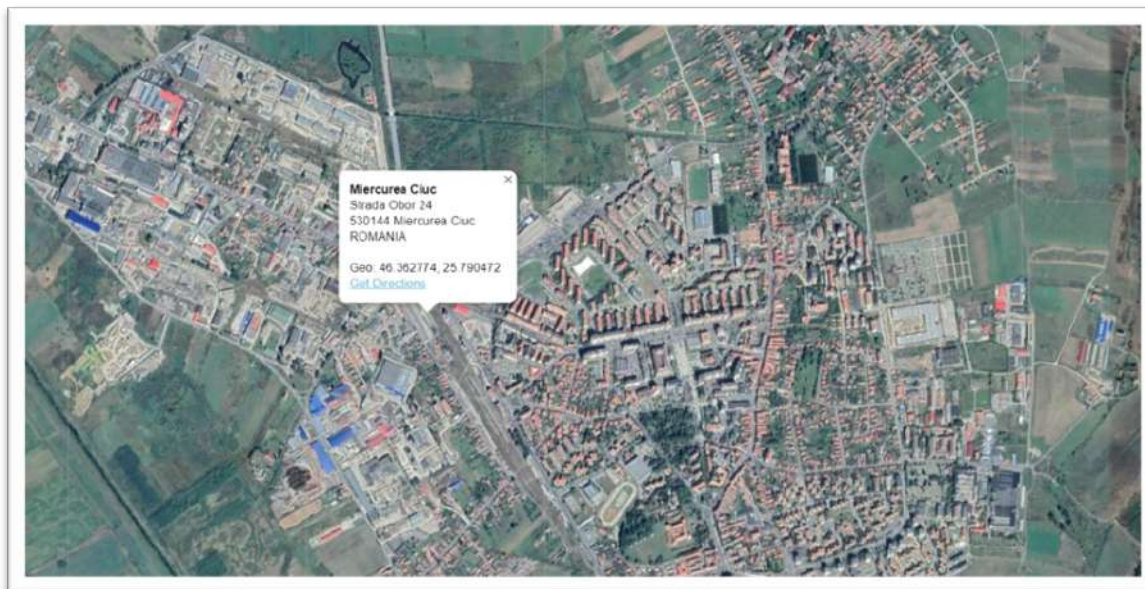 Miercurea Ciuc
Strada Obor 24
530144 Miercurea Ciuc
ROMANIA
Geo: 46.362774, 25.790472
Get Directions